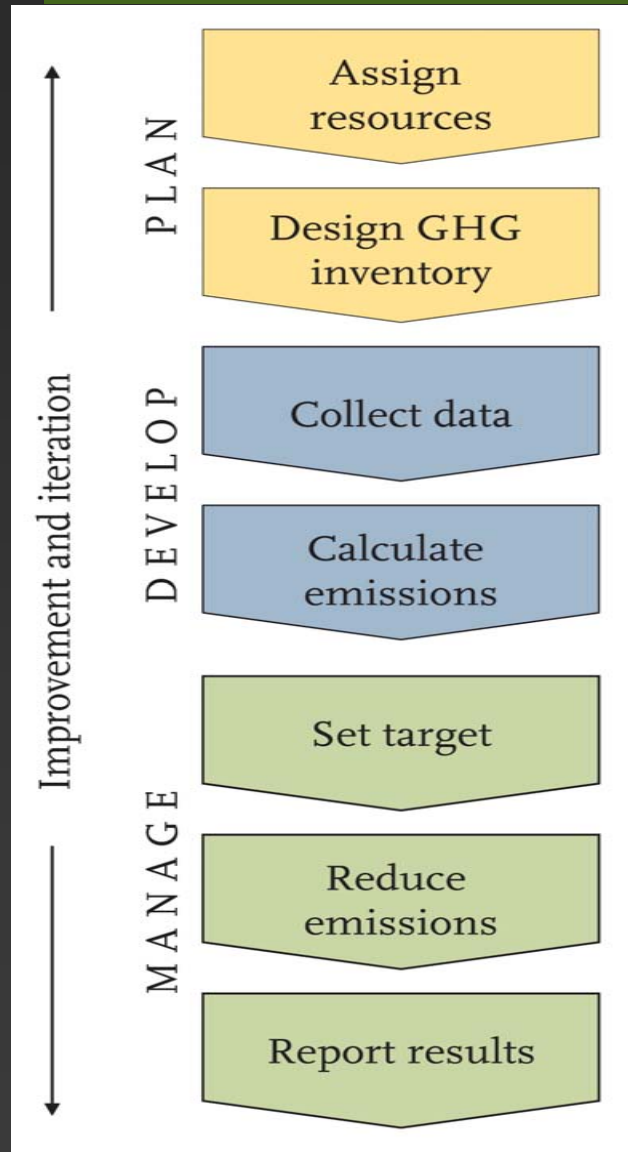 Improvement and iteration
PLAN
Assign
resources
Design GHG
inventory
DEVELOP
Collect data
Calculate
emissions
MANAGE
Set target
Reduce
emissions
Report results